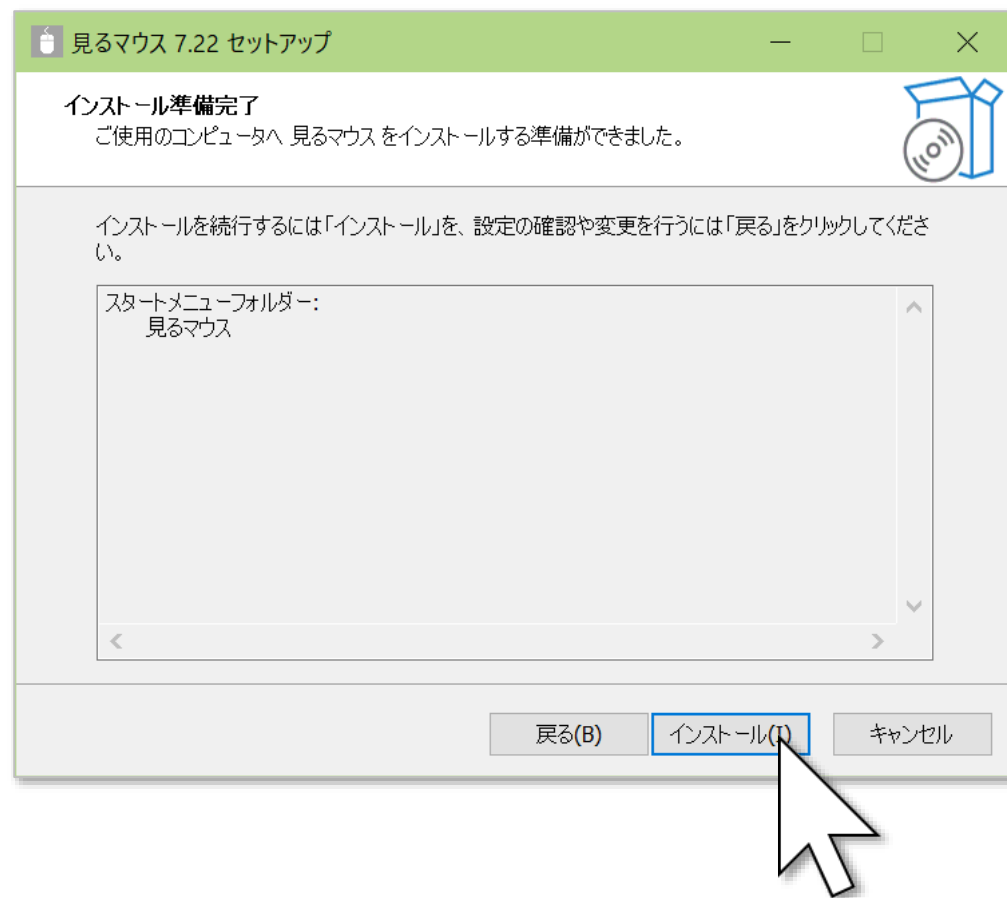 見るマウス 7.22 セットアップ
インストール準備完了
ご使用のコンピュータへ 見るマウス をインストールする準備ができました。
インストールを続行するには「インストール」を、設定の確認や変更を行うには「戻る」をクリックしてくださ
い。
スタートメニューフォルダー:
見るマウス
戻る(B) インストール(I) キャンセル